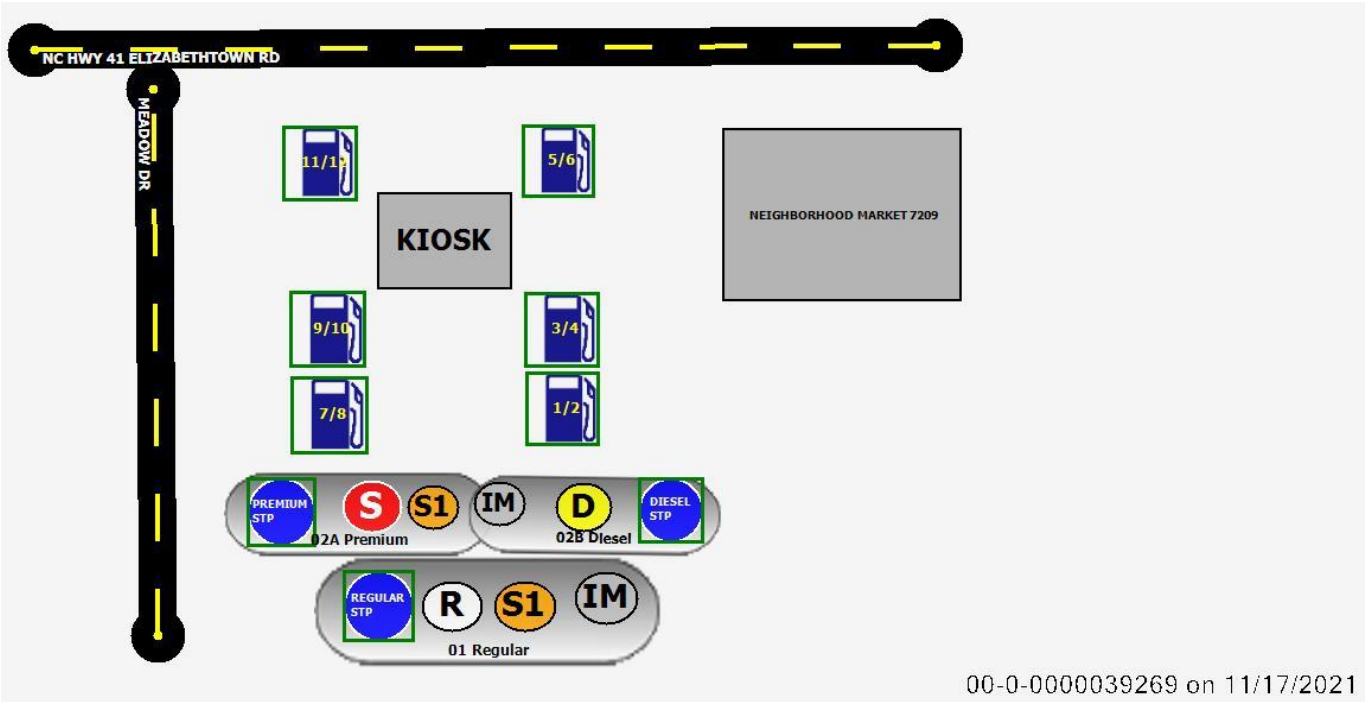 NC HWY 41 ELIZABETHTOWN RD
MEADOW DR
11/12
5/6
KIOSK
NEIGHBORHOOD MARKET 7209
9/10
3/4
7/8
1/2
PREMIUM
STP
S
S1
IM
D
DIESEL
STP
02A Premium
02B Diesel
REGULAR
STP
R
S1
IM
01 Regular
00-0-0000039269 on 11/17/2021